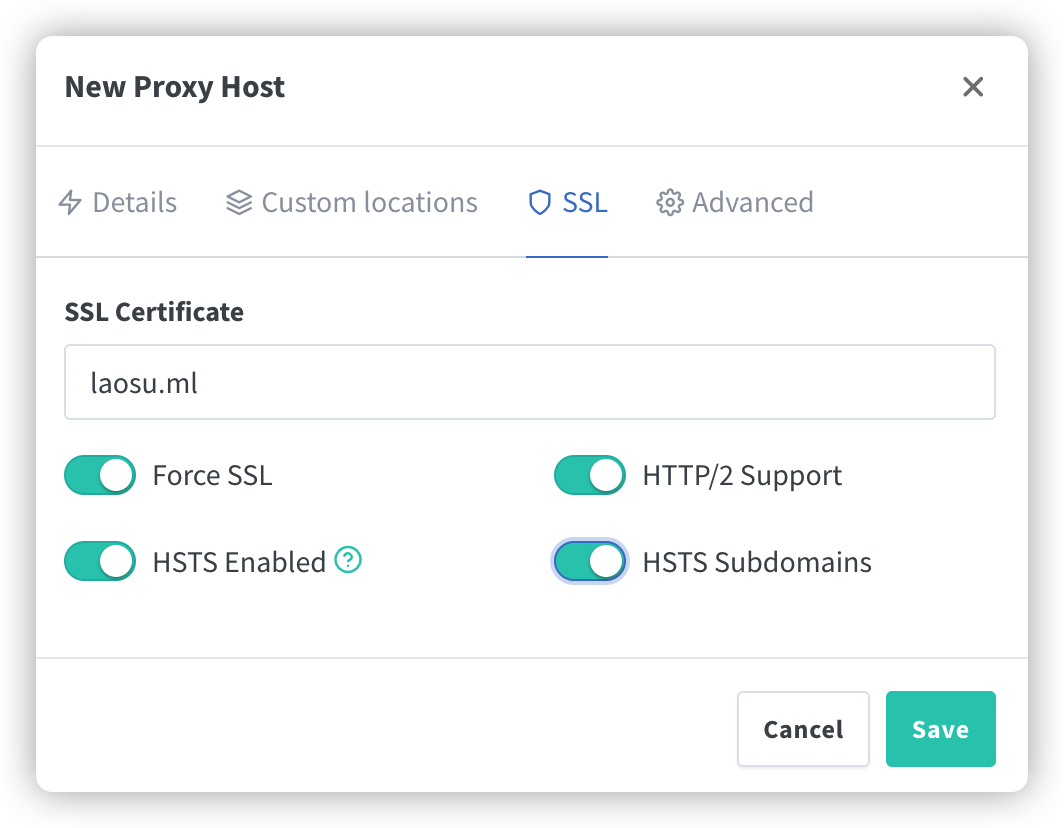 New Proxy Host
Details Custom locations SSL Advanced
SSL Certificate
laosu.ml
Force SSL HTTP/2 Support
HSTS Enabled ? HSTS Subdomains
Cancel Save